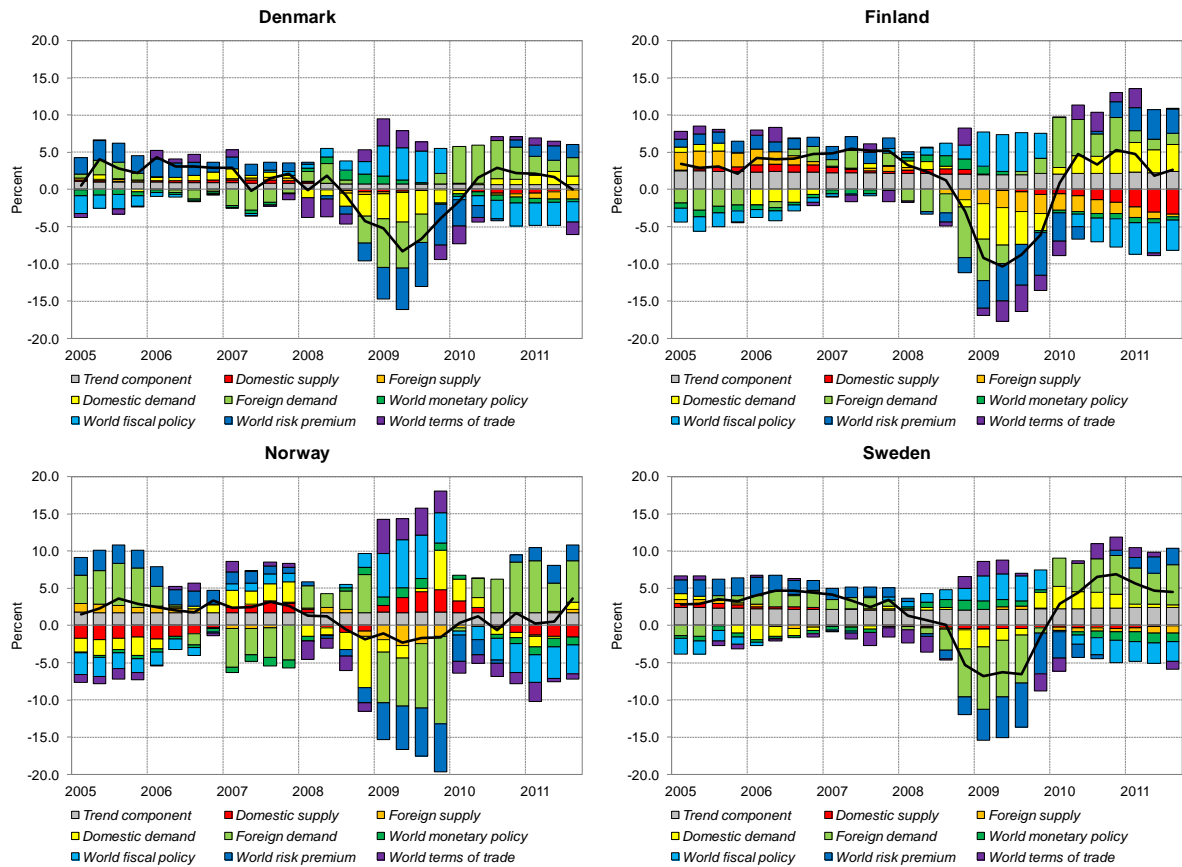 Denmark
20.0
15.0
10.0
5.0
0.0
-5.0
-10.0
-15.0
-20.0
Percent
2005 2006 2007 2008 2009 2010 2011
Trend component Domestic supply Foreign supply
Domestic demand Foreign demand World monetary policy
World fiscal policy World risk premium World terms of trade
Finland
20.0
15.0
10.0
5.0
0.0
-5.0
-10.0
-15.0
-20.0
Percent
2005 2006 2007 2008 2009 2010 2011
Trend component Domestic supply Foreign supply
Domestic demand Foreign demand World monetary policy
World fiscal policy World risk premium World terms of trade
Norway
20.0
15.0
10.0
5.0
0.0
-5.0
-10.0
-15.0
-20.0
Percent
2005 2006 2007 2008 2009 2010 2011
Trend component Domestic supply Foreign supply
Domestic demand Foreign demand World monetary policy
World fiscal policy World risk premium World terms of trade
Sweden
20.0
15.0
10.0
5.0
0.0
-5.0
-10.0
-15.0
-20.0
Percent
2005 2006 2007 2008 2009 2010 2011
Trend component Domestic supply Foreign supply
Domestic demand Foreign demand World monetary policy
World fiscal policy World risk premium World terms of trade